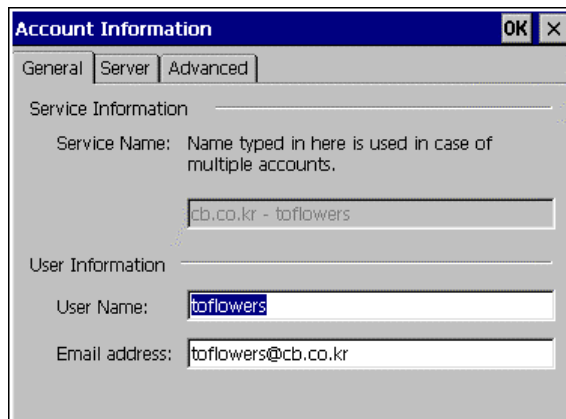 Account Information OK ×
General Server Advanced
Service Information
Service Name: Name typed in here is used in case of
multiple accounts.
cb.co.kr - toflowers
User Information
User Name: toflowers
Email address: toflowers@cb.co.kr